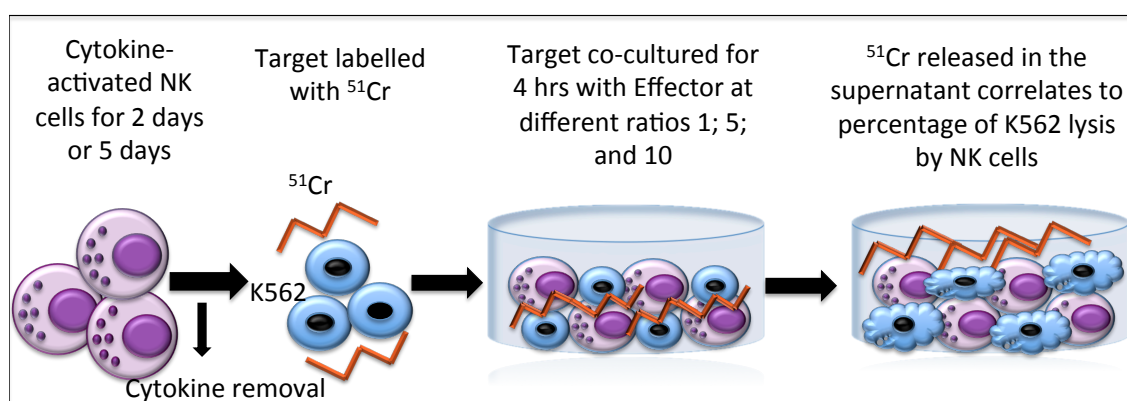 Cytokine-
activated NK
cells for 2 days
or 5 days
Target labelled
with ⁵¹Cr
Target co-cultured for
4 hrs with Effector at
different ratios 1; 5;
and 10
⁵¹Cr released in the
supernatant correlates to
percentage of K562 lysis
by NK cells
⁵¹Cr
K562
Cytokine removal